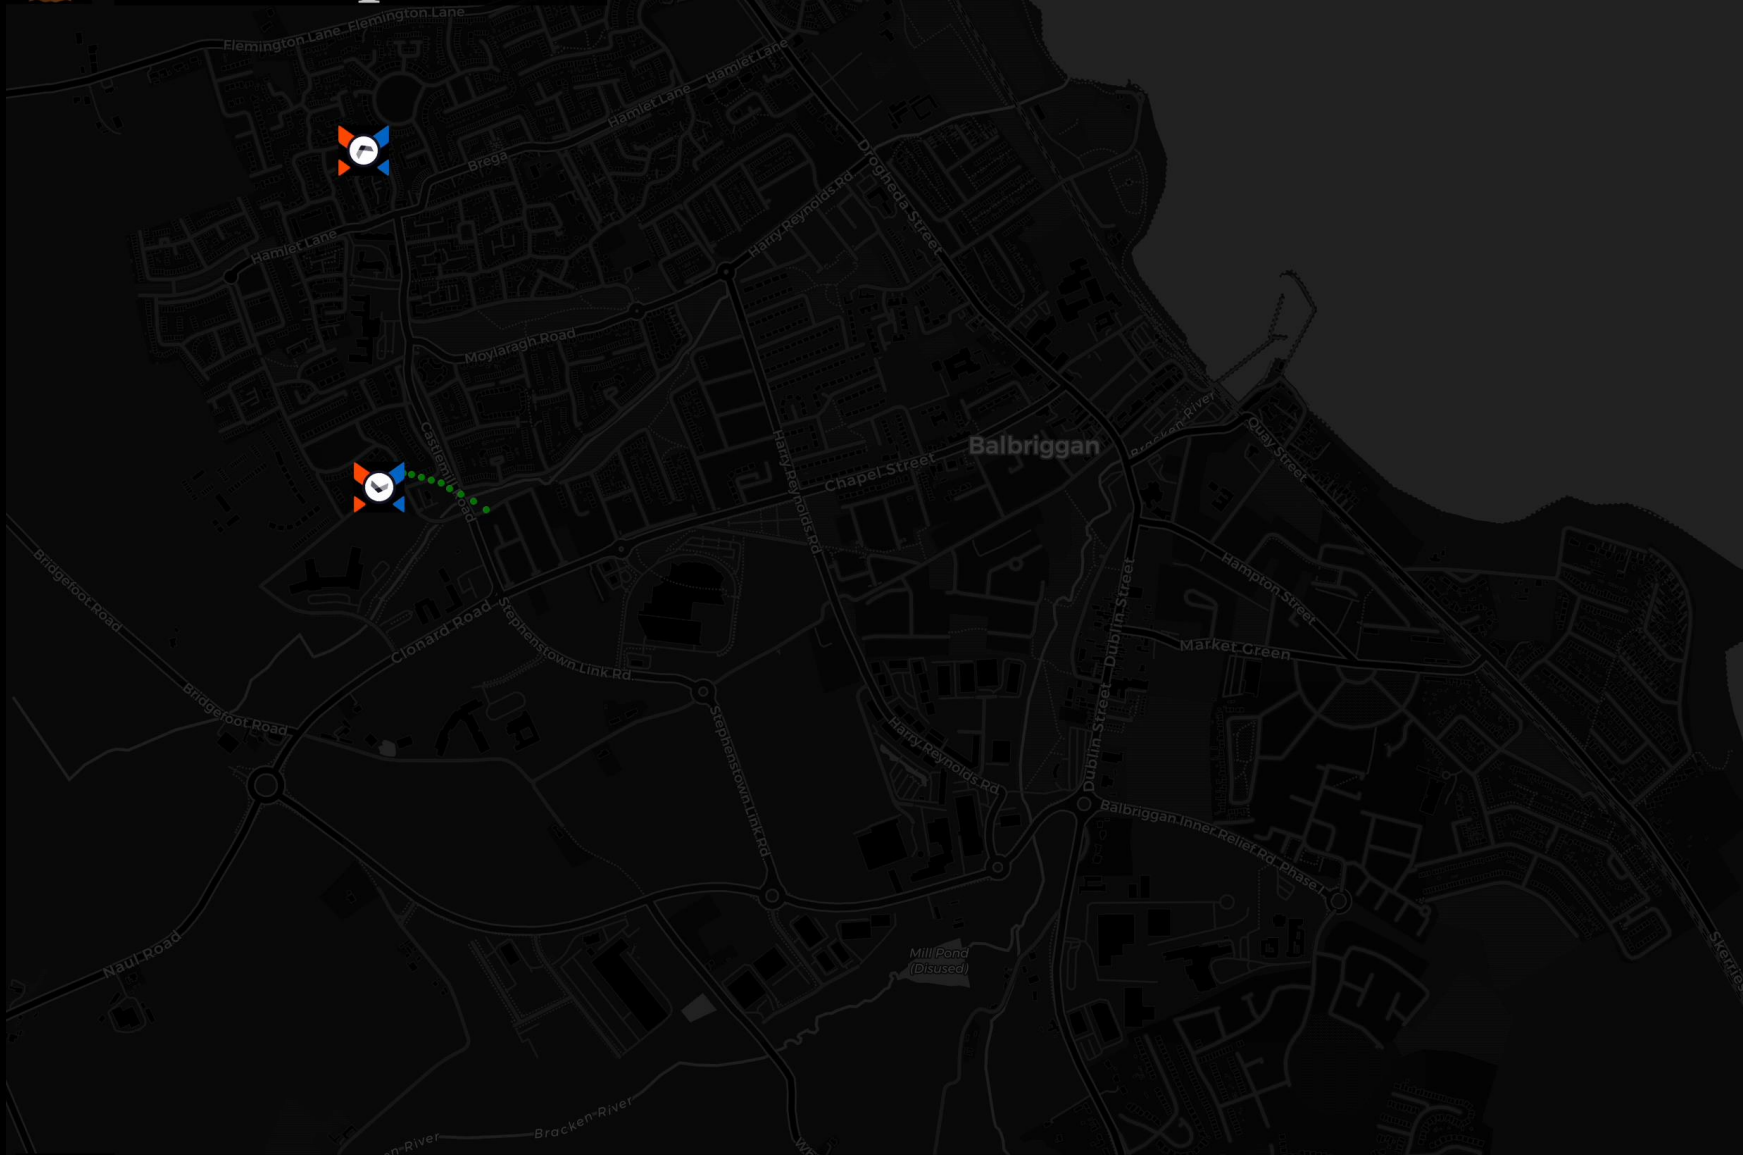 Flemington Lane
Flemington Lane
Hamlet Lane
Hamlet Lane
Brega
Hamlet Lane
Drogheda Street
Harry Reynolds Rd
Moylaragh Road
Castlemill Road
Harry Reynolds Rd
Chapel Street
Balbriggan
Bracken River
Quay Street
Bridgefoot Road
Hampton Street
Dublin Street
Dublin Street
Market Green
Clonard Road
Stephenstown Link Rd
Bridgefoot Road
Stephenstown Link Rd
Harry Reynolds Rd
Dublin Street
Balbriggan Inner Relief Rd, Phase I
Naul Road
Mill Pond
(Disused)
Skerries
Bracken River
n River